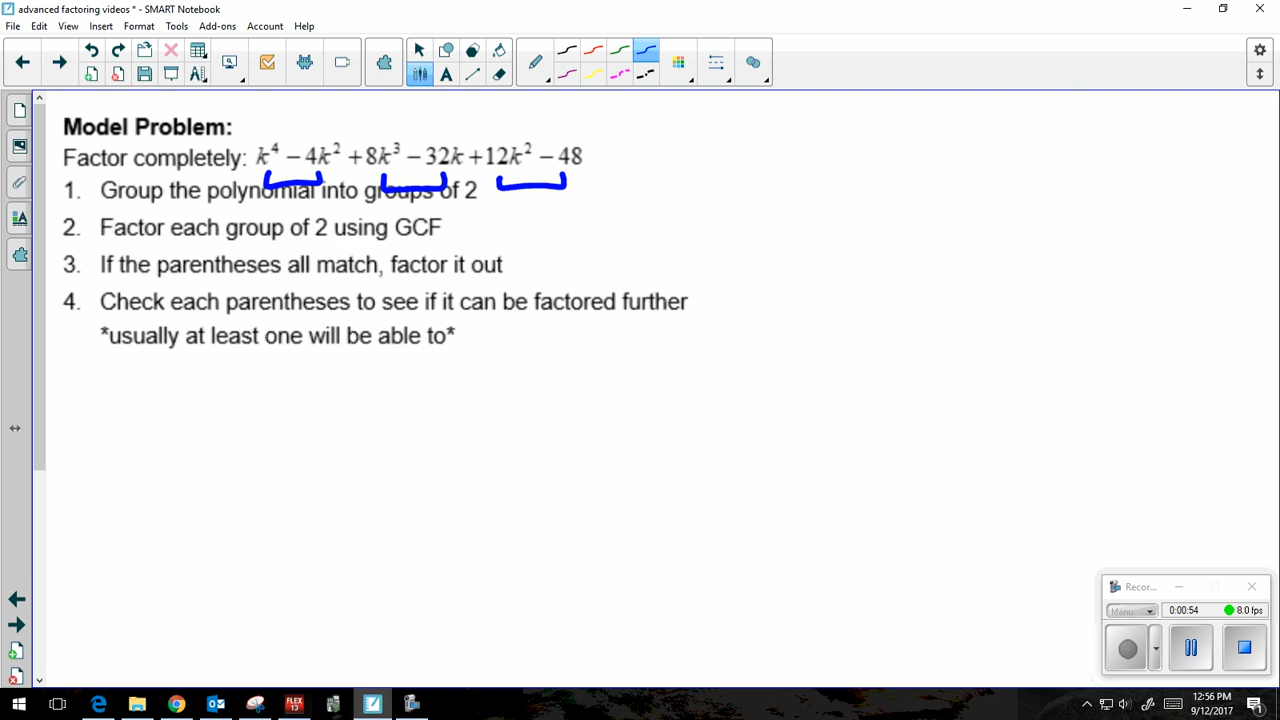 advanced factoring videos * - SMART Notebook
File Edit View Insert Format Tools Add-ons Account Help
Model Problem:
Factor completely: k⁴ − 4k² + 8k³ − 32k + 12k² − 48
1. Group the polynomial into groups of 2
2. Factor each group of 2 using GCF
3. If the parentheses all match, factor it out
4. Check each parentheses to see if it can be factored further
*usually at least one will be able to*
Recor...
Menu 0:00:54 8.0 fps
FLEX 13
12:56 PM
9/12/2017